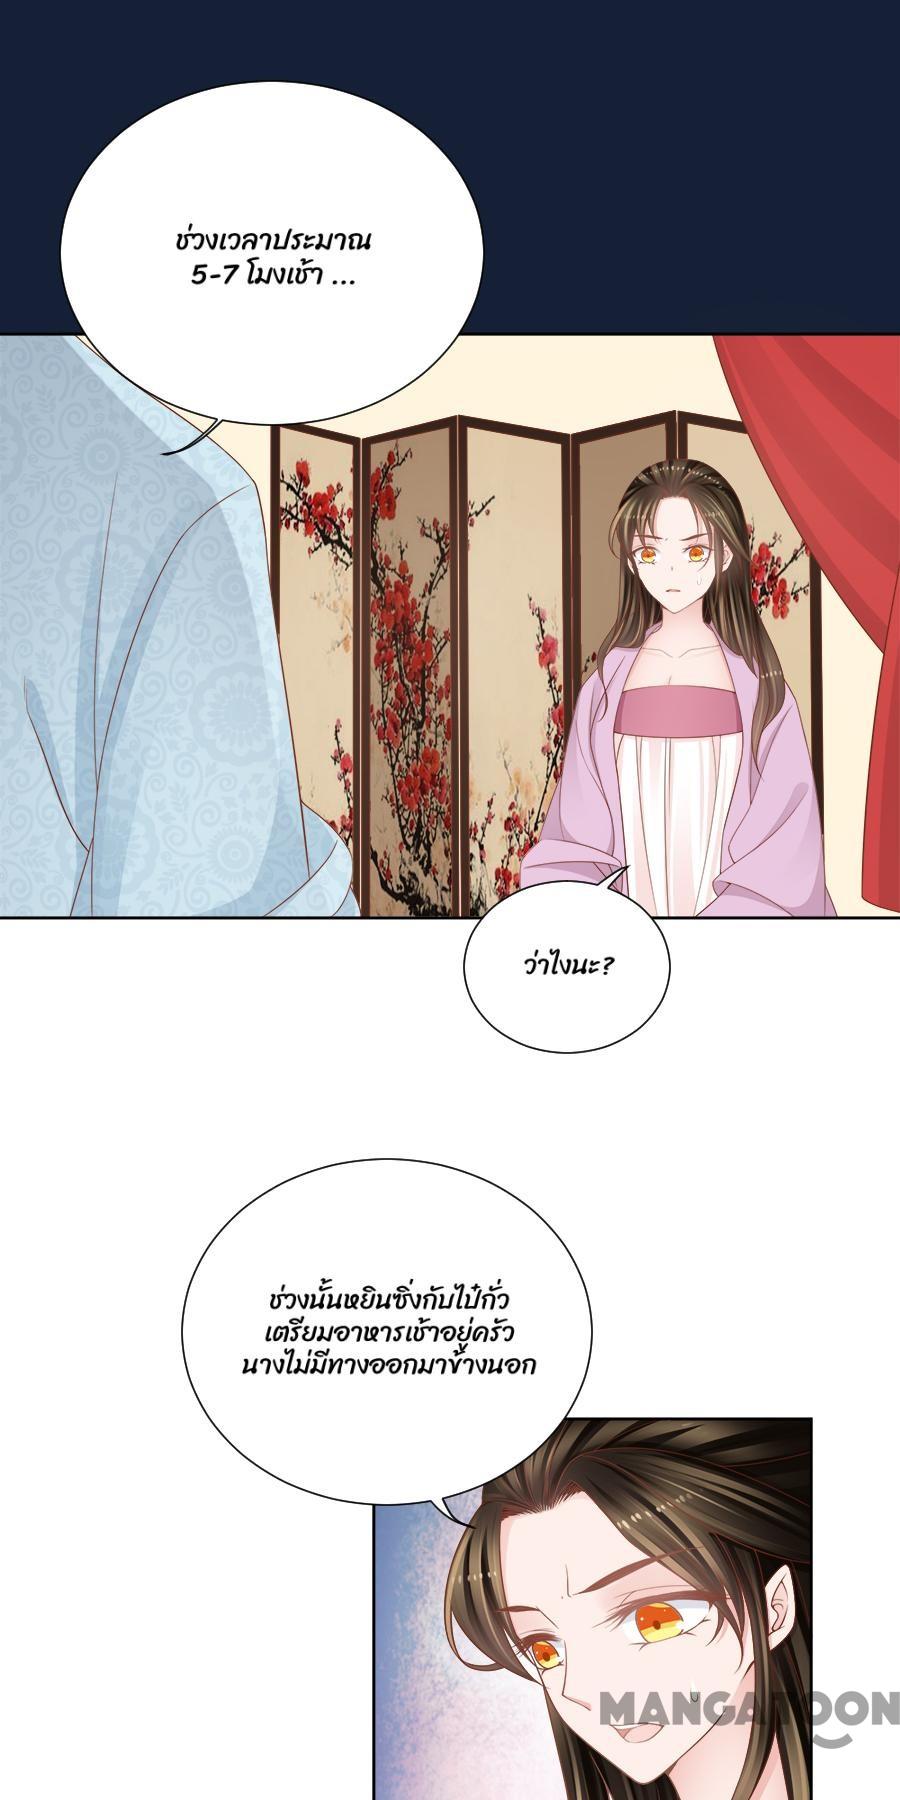 ช่วงเวลาประมาณ
5-7 โมงเช้า ...
ว่าไงนะ?
ช่วงนั้นหยินซิ่งกับไป๋กั่ว
เตรียมอาหารเช้าอยู่ครัว
นางไม่มีทางออกมาข้างนอก
MANGATOON